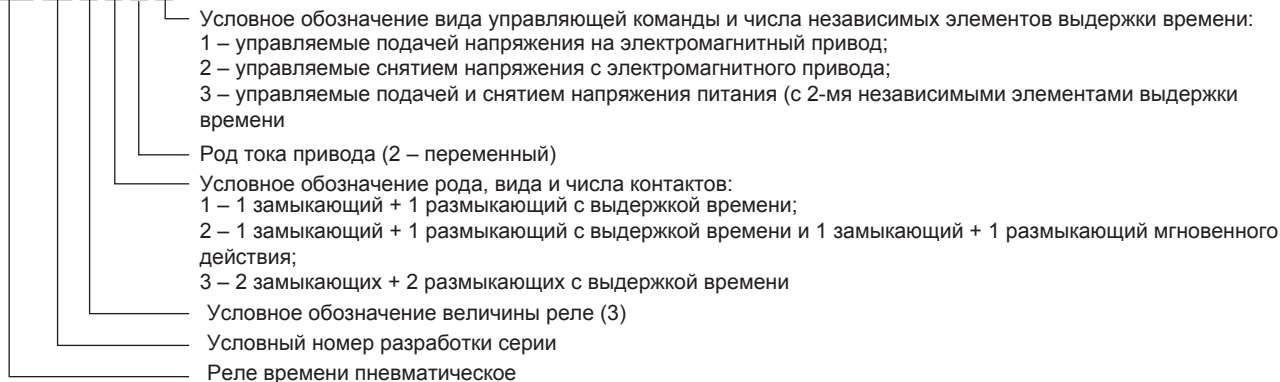 Условное обозначение вида управляющей команды и числа независимых элементов выдержки времени:
1 – управляемые подачей напряжения на электромагнитный привод;
2 – управляемые снятием напряжения с электромагнитного привода;
3 – управляемые подачей и снятием напряжения питания (с 2-мя независимыми элементами выдержки
времени
Род тока привода (2 – переменный)
Условное обозначение рода, вида и числа контактов:
1 – 1 замыкающий + 1 размыкающий с выдержкой времени;
2 – 1 замыкающий + 1 размыкающий с выдержкой времени и 1 замыкающий + 1 размыкающий мгновенного
действия;
3 – 2 замыкающих + 2 размыкающих с выдержкой времени
Условное обозначение величины реле (3)
Условный номер разработки серии
Реле времени пневматическое